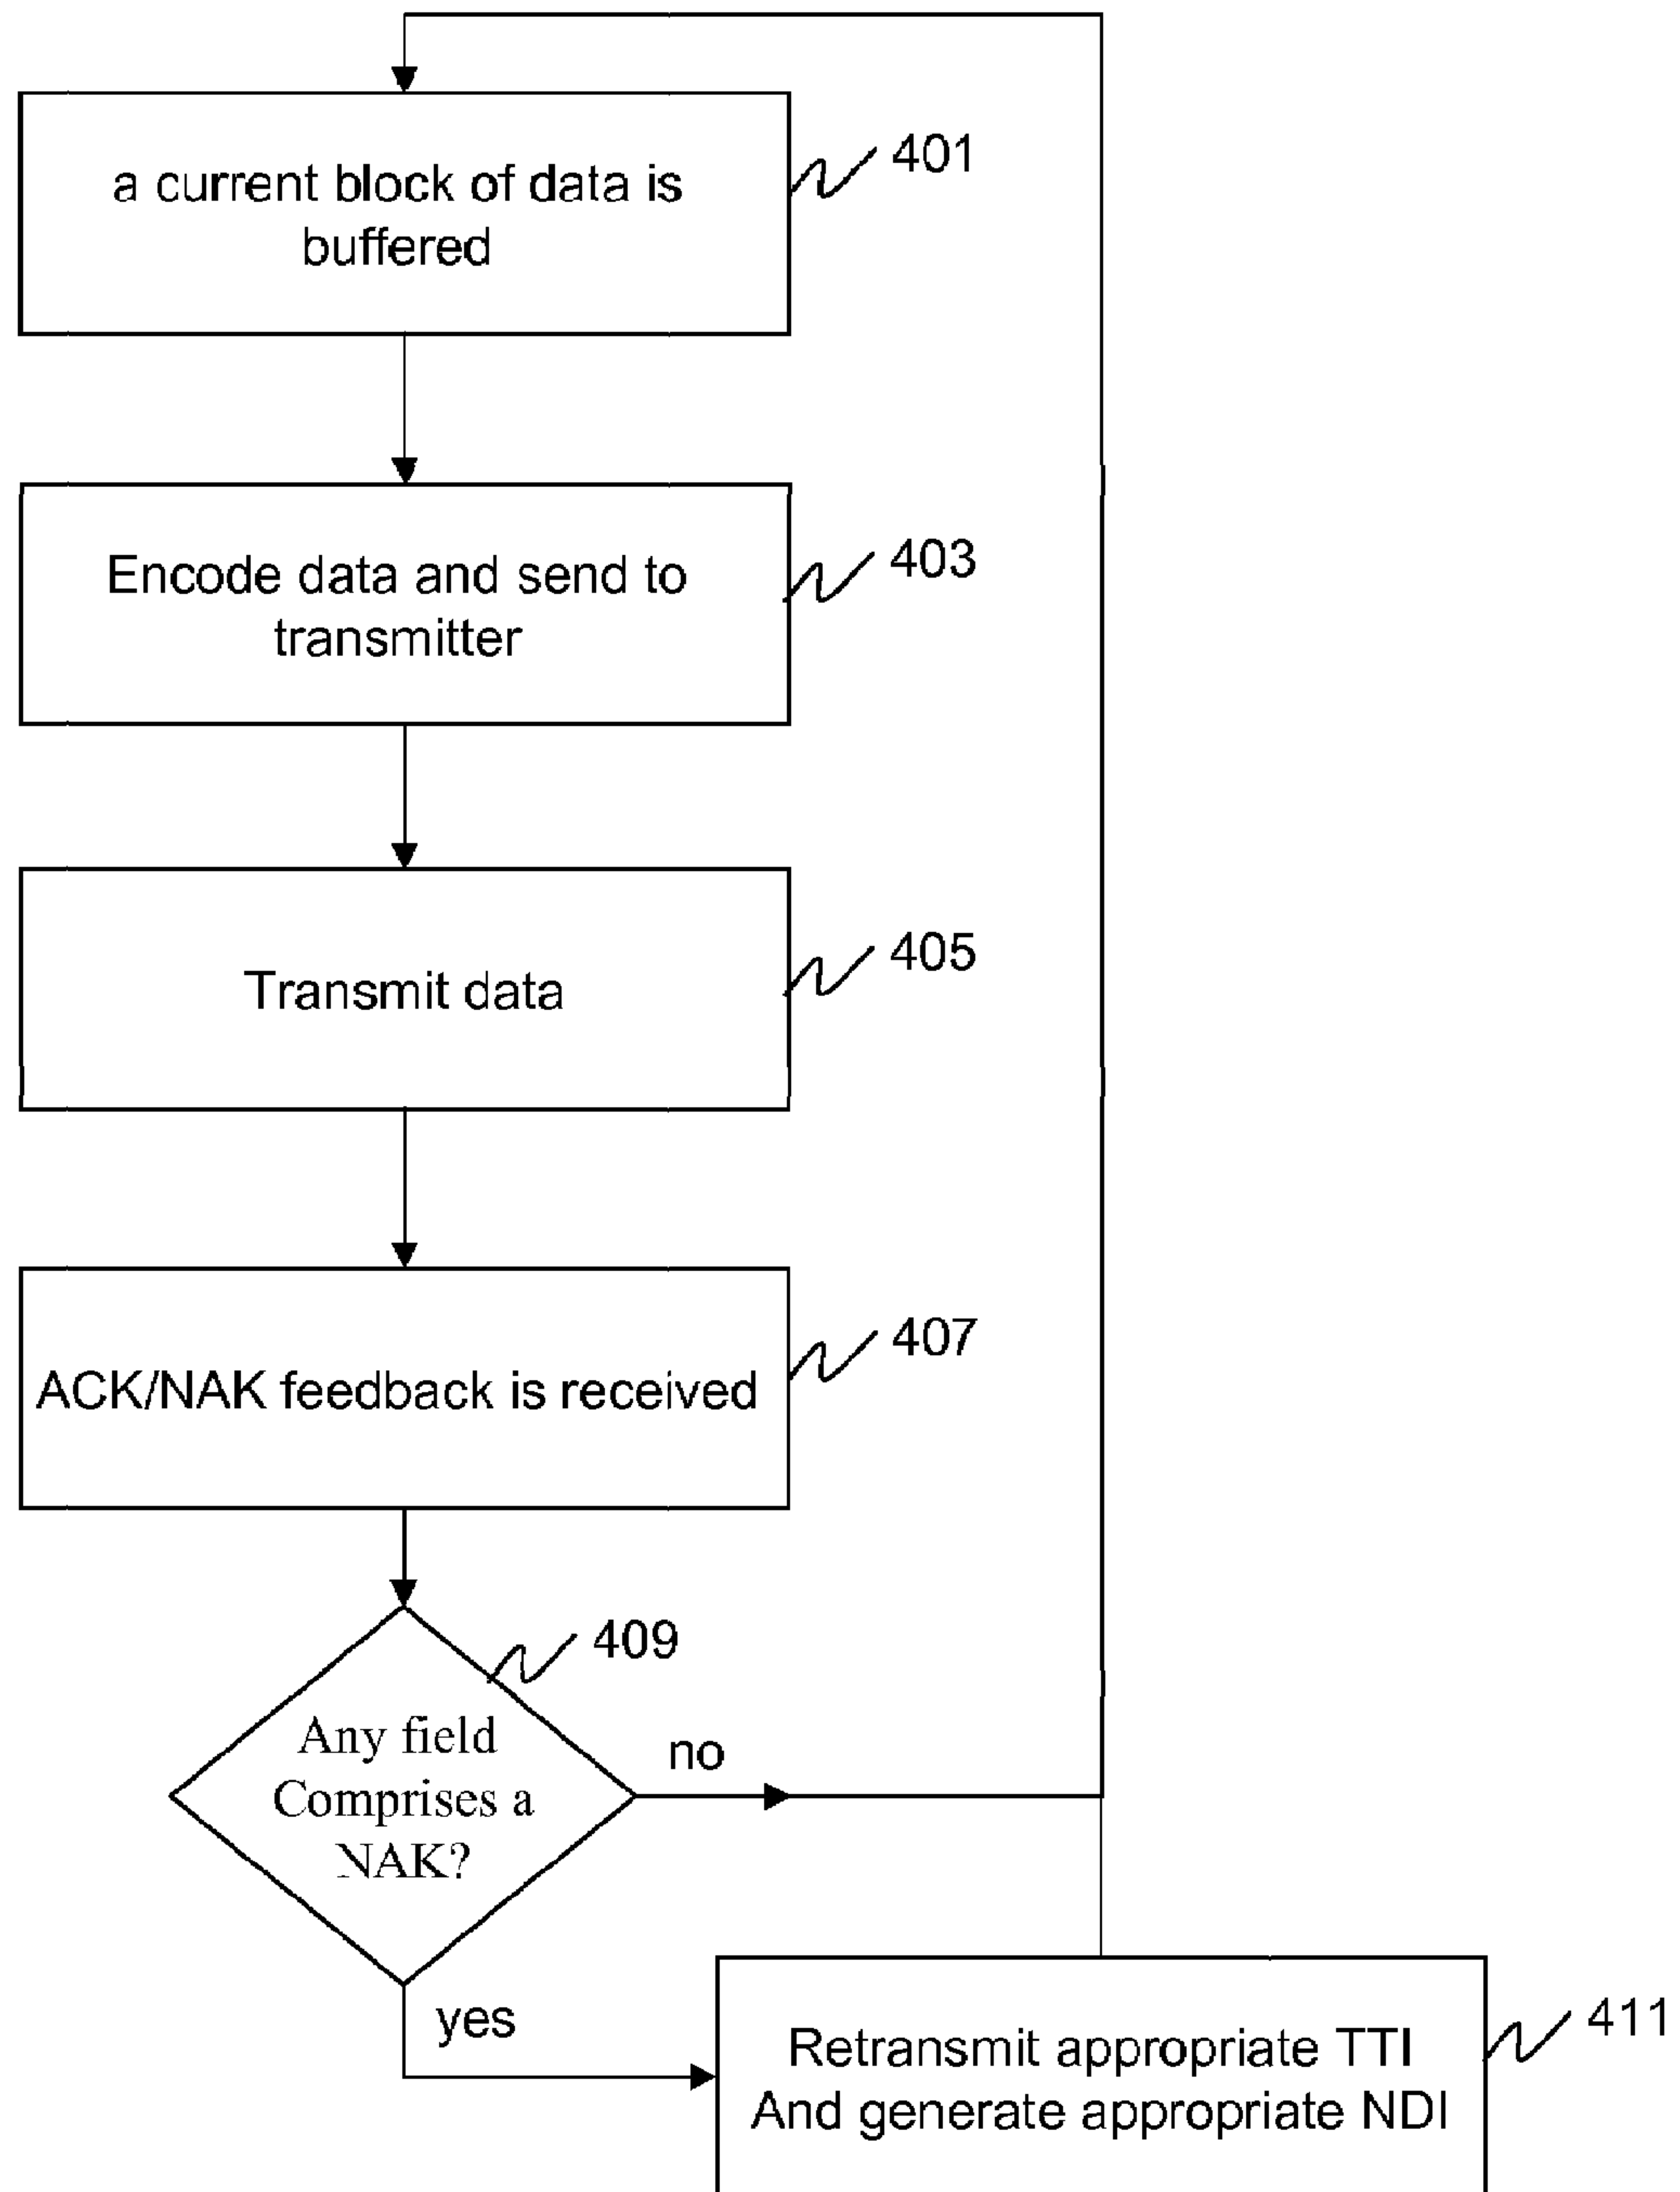 a current block of data is
buffered
401
Encode data and send to
transmitter
403
Transmit data
405
ACK/NAK feedback is received
407
409
Any field
Comprises a
NAK?
no
yes
Retransmit appropriate TTI
And generate appropriate NDI
411